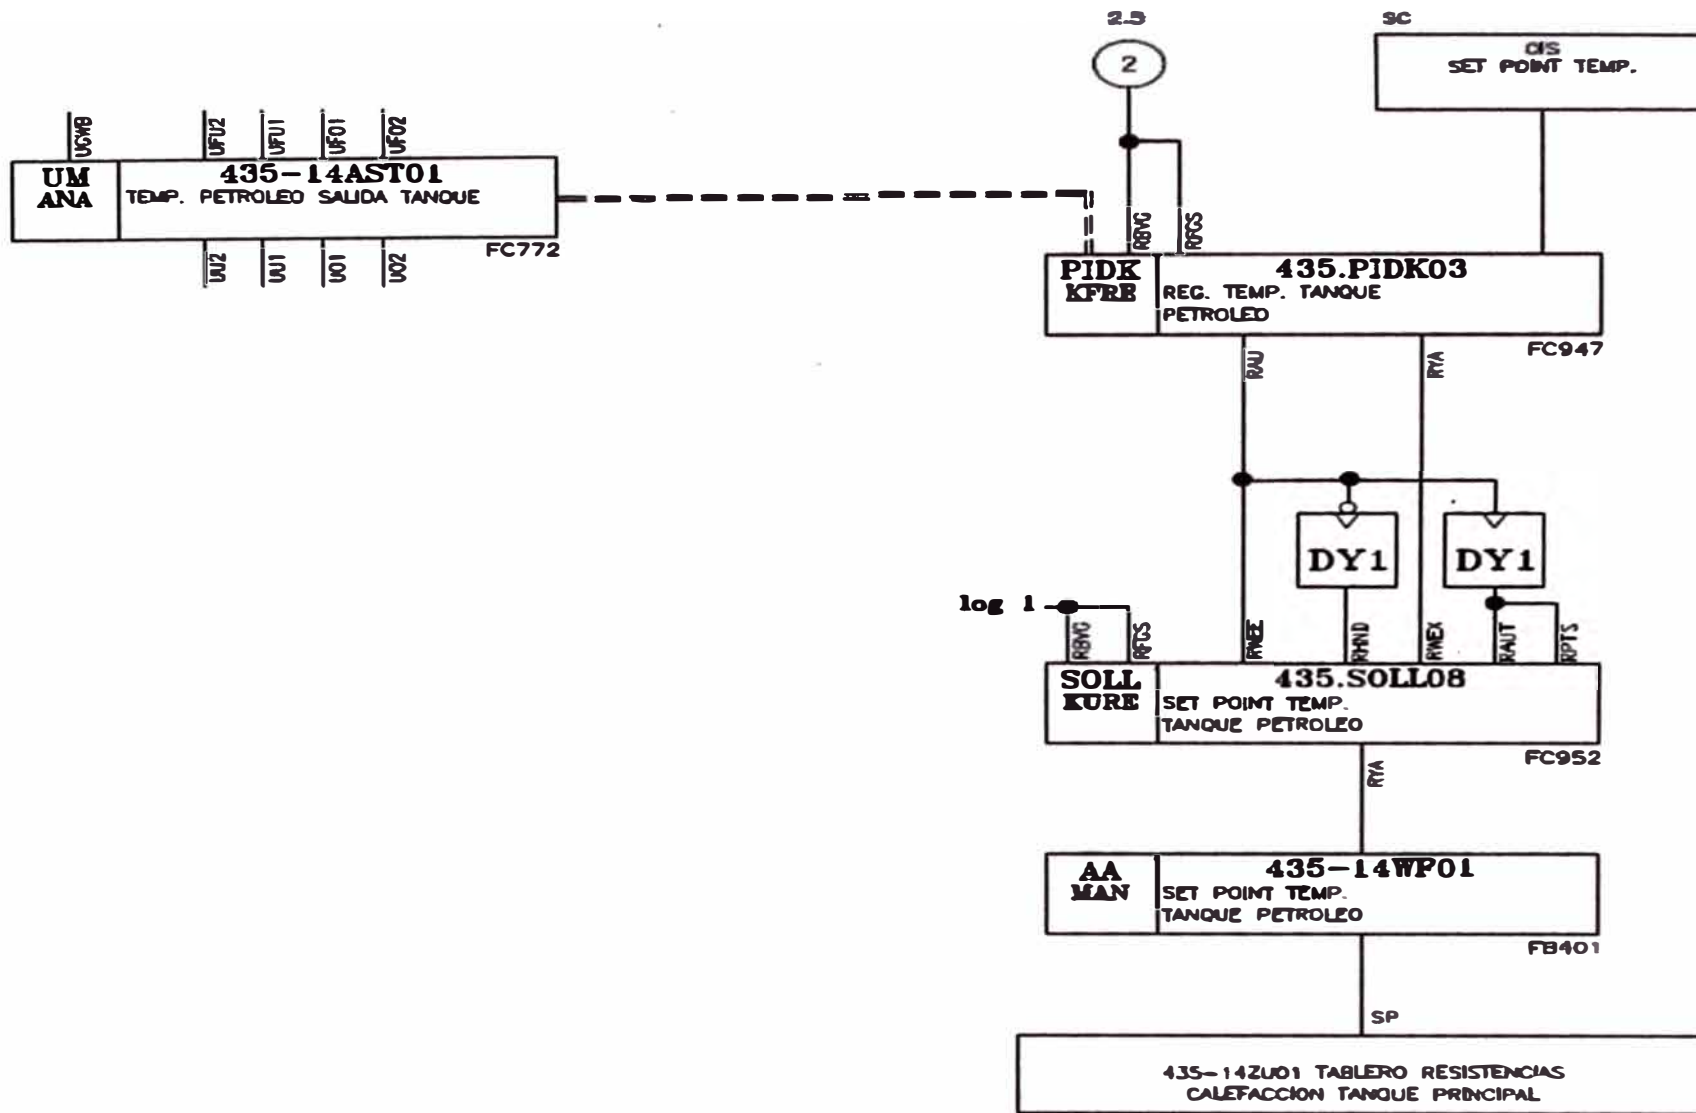 2.5
SC
2
OIS
SET POINT TEMP.
UGWB
UFU2
UFU1
UFO1
UFO2
UM
ANA
435-14AST01
TEMP. PETROLEO SALIDA TANQUE
FC772
UU2
UU1
UO1
UO2
RBVG
RFGS
PIDK
KFRE
435.PIDK03
REG. TEMP. TANQUE
PETROLEO
FC947
RAU
RYA
DY1
DY1
log 1
RBVG
RFGS
RWEE
RHND
RWEX
RAUT
RPTS
SOLL
KURE
435.SOLL08
SET POINT TEMP.
TANQUE PETROLEO
FC952
RYA
AA
MAN
435-14WP01
SET POINT TEMP.
TANQUE PETROLEO
FB401
SP
435-14ZU01 TABLERO RESISTENCIAS
CALEFACCION TANQUE PRINCIPAL